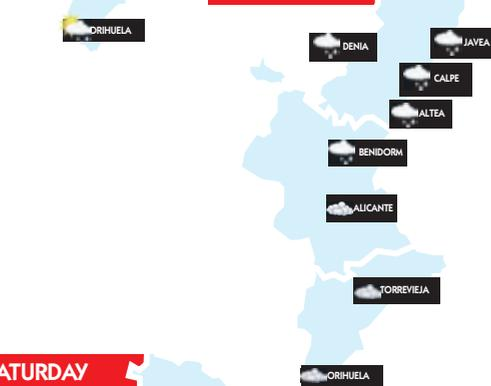 ORIHUELA
DENIA
JAVEA
CALPE
ALTEA
BENIDORM
ALICANTE
TORREVIEJA
ATURDAY
ORIHUELA